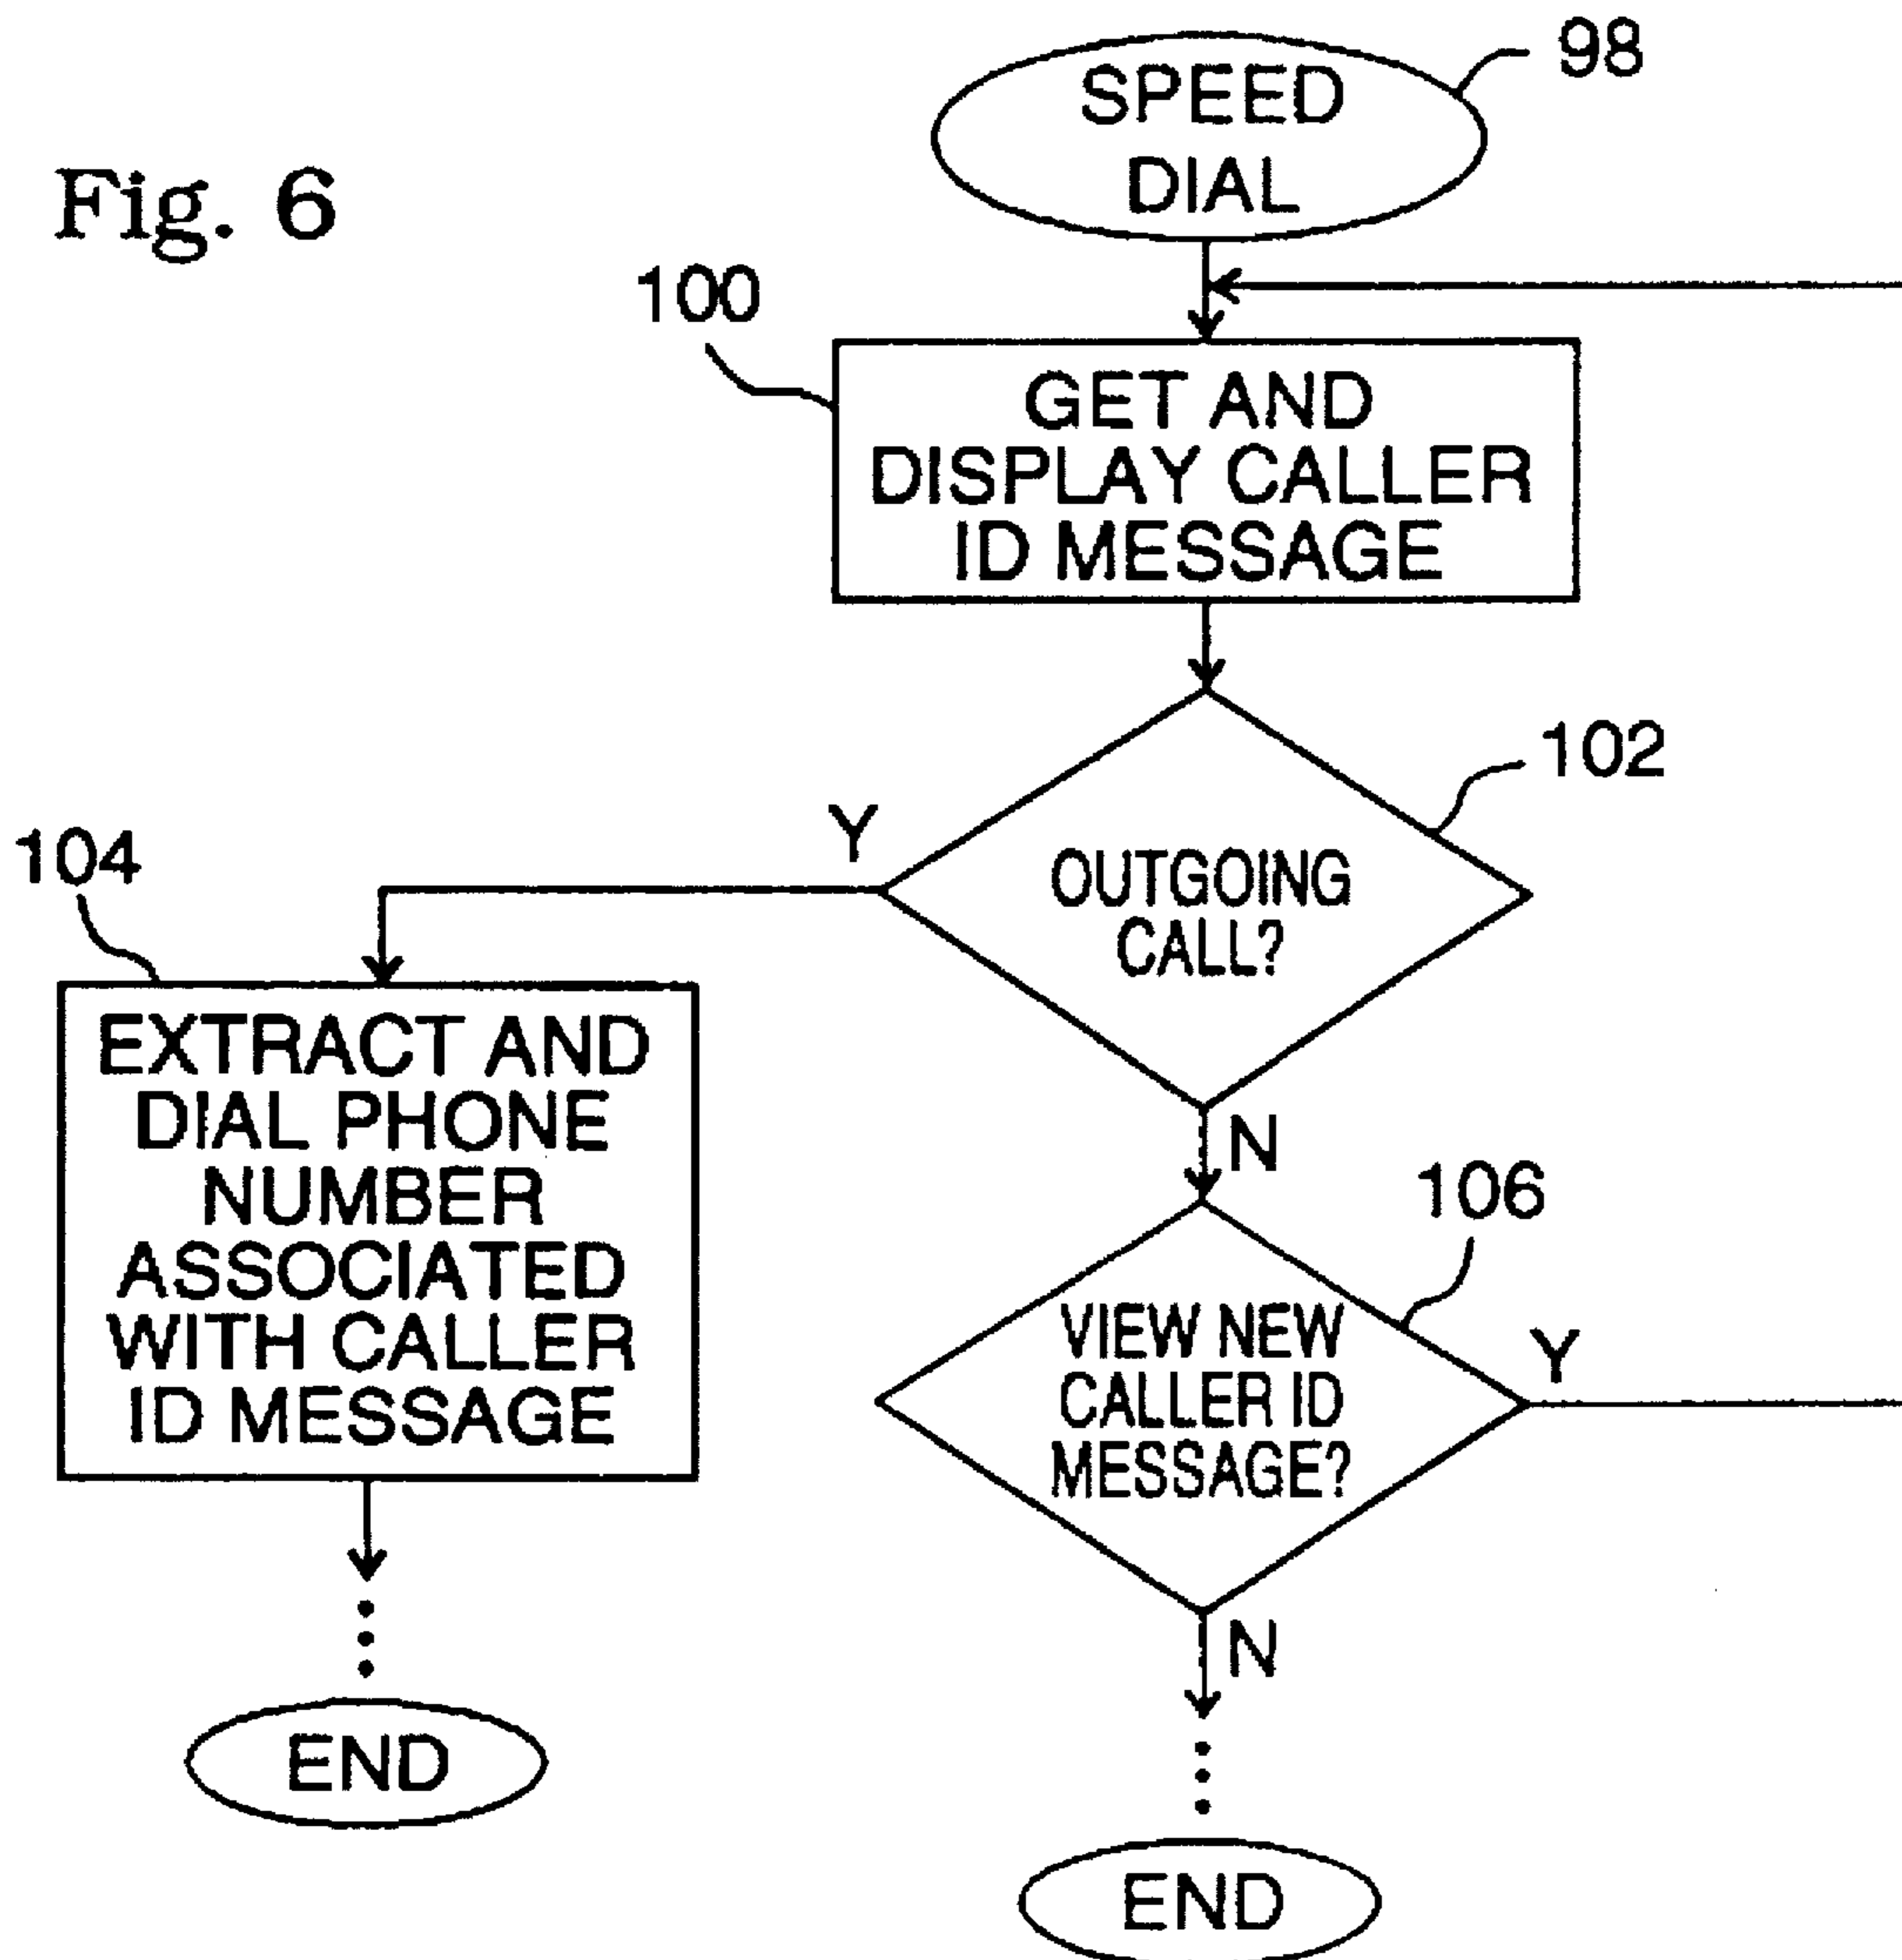 Fig. 6
98
SPEED
DIAL
100
GET AND
DISPLAY CALLER
ID MESSAGE
102
Y
OUTGOING
CALL?
104
EXTRACT AND
DIAL PHONE
NUMBER
ASSOCIATED
WITH CALLER
ID MESSAGE
N
106
VIEW NEW
CALLER ID
MESSAGE?
Y
N
END
END